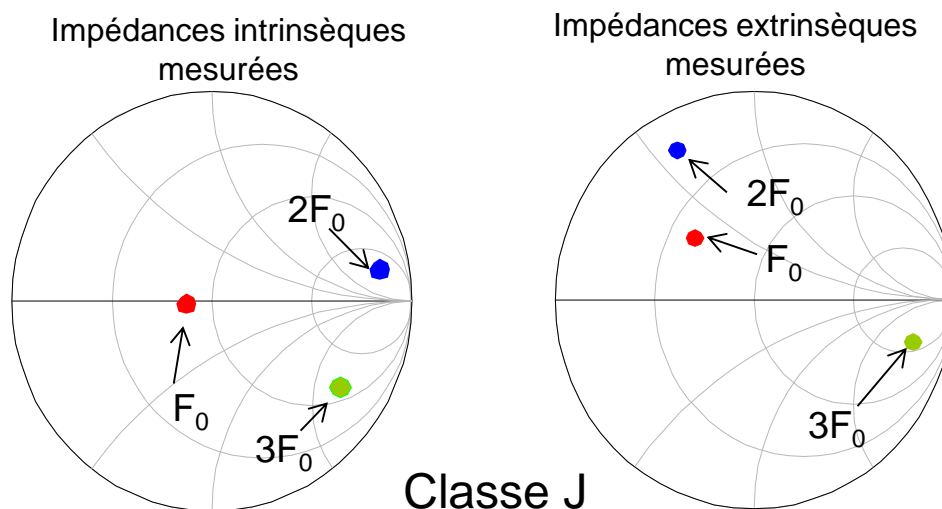 Impédances intrinsèques
mesurées
2F₀
F₀
3F₀
Impédances extrinsèques
mesurées
2F₀
F₀
3F₀
Classe J